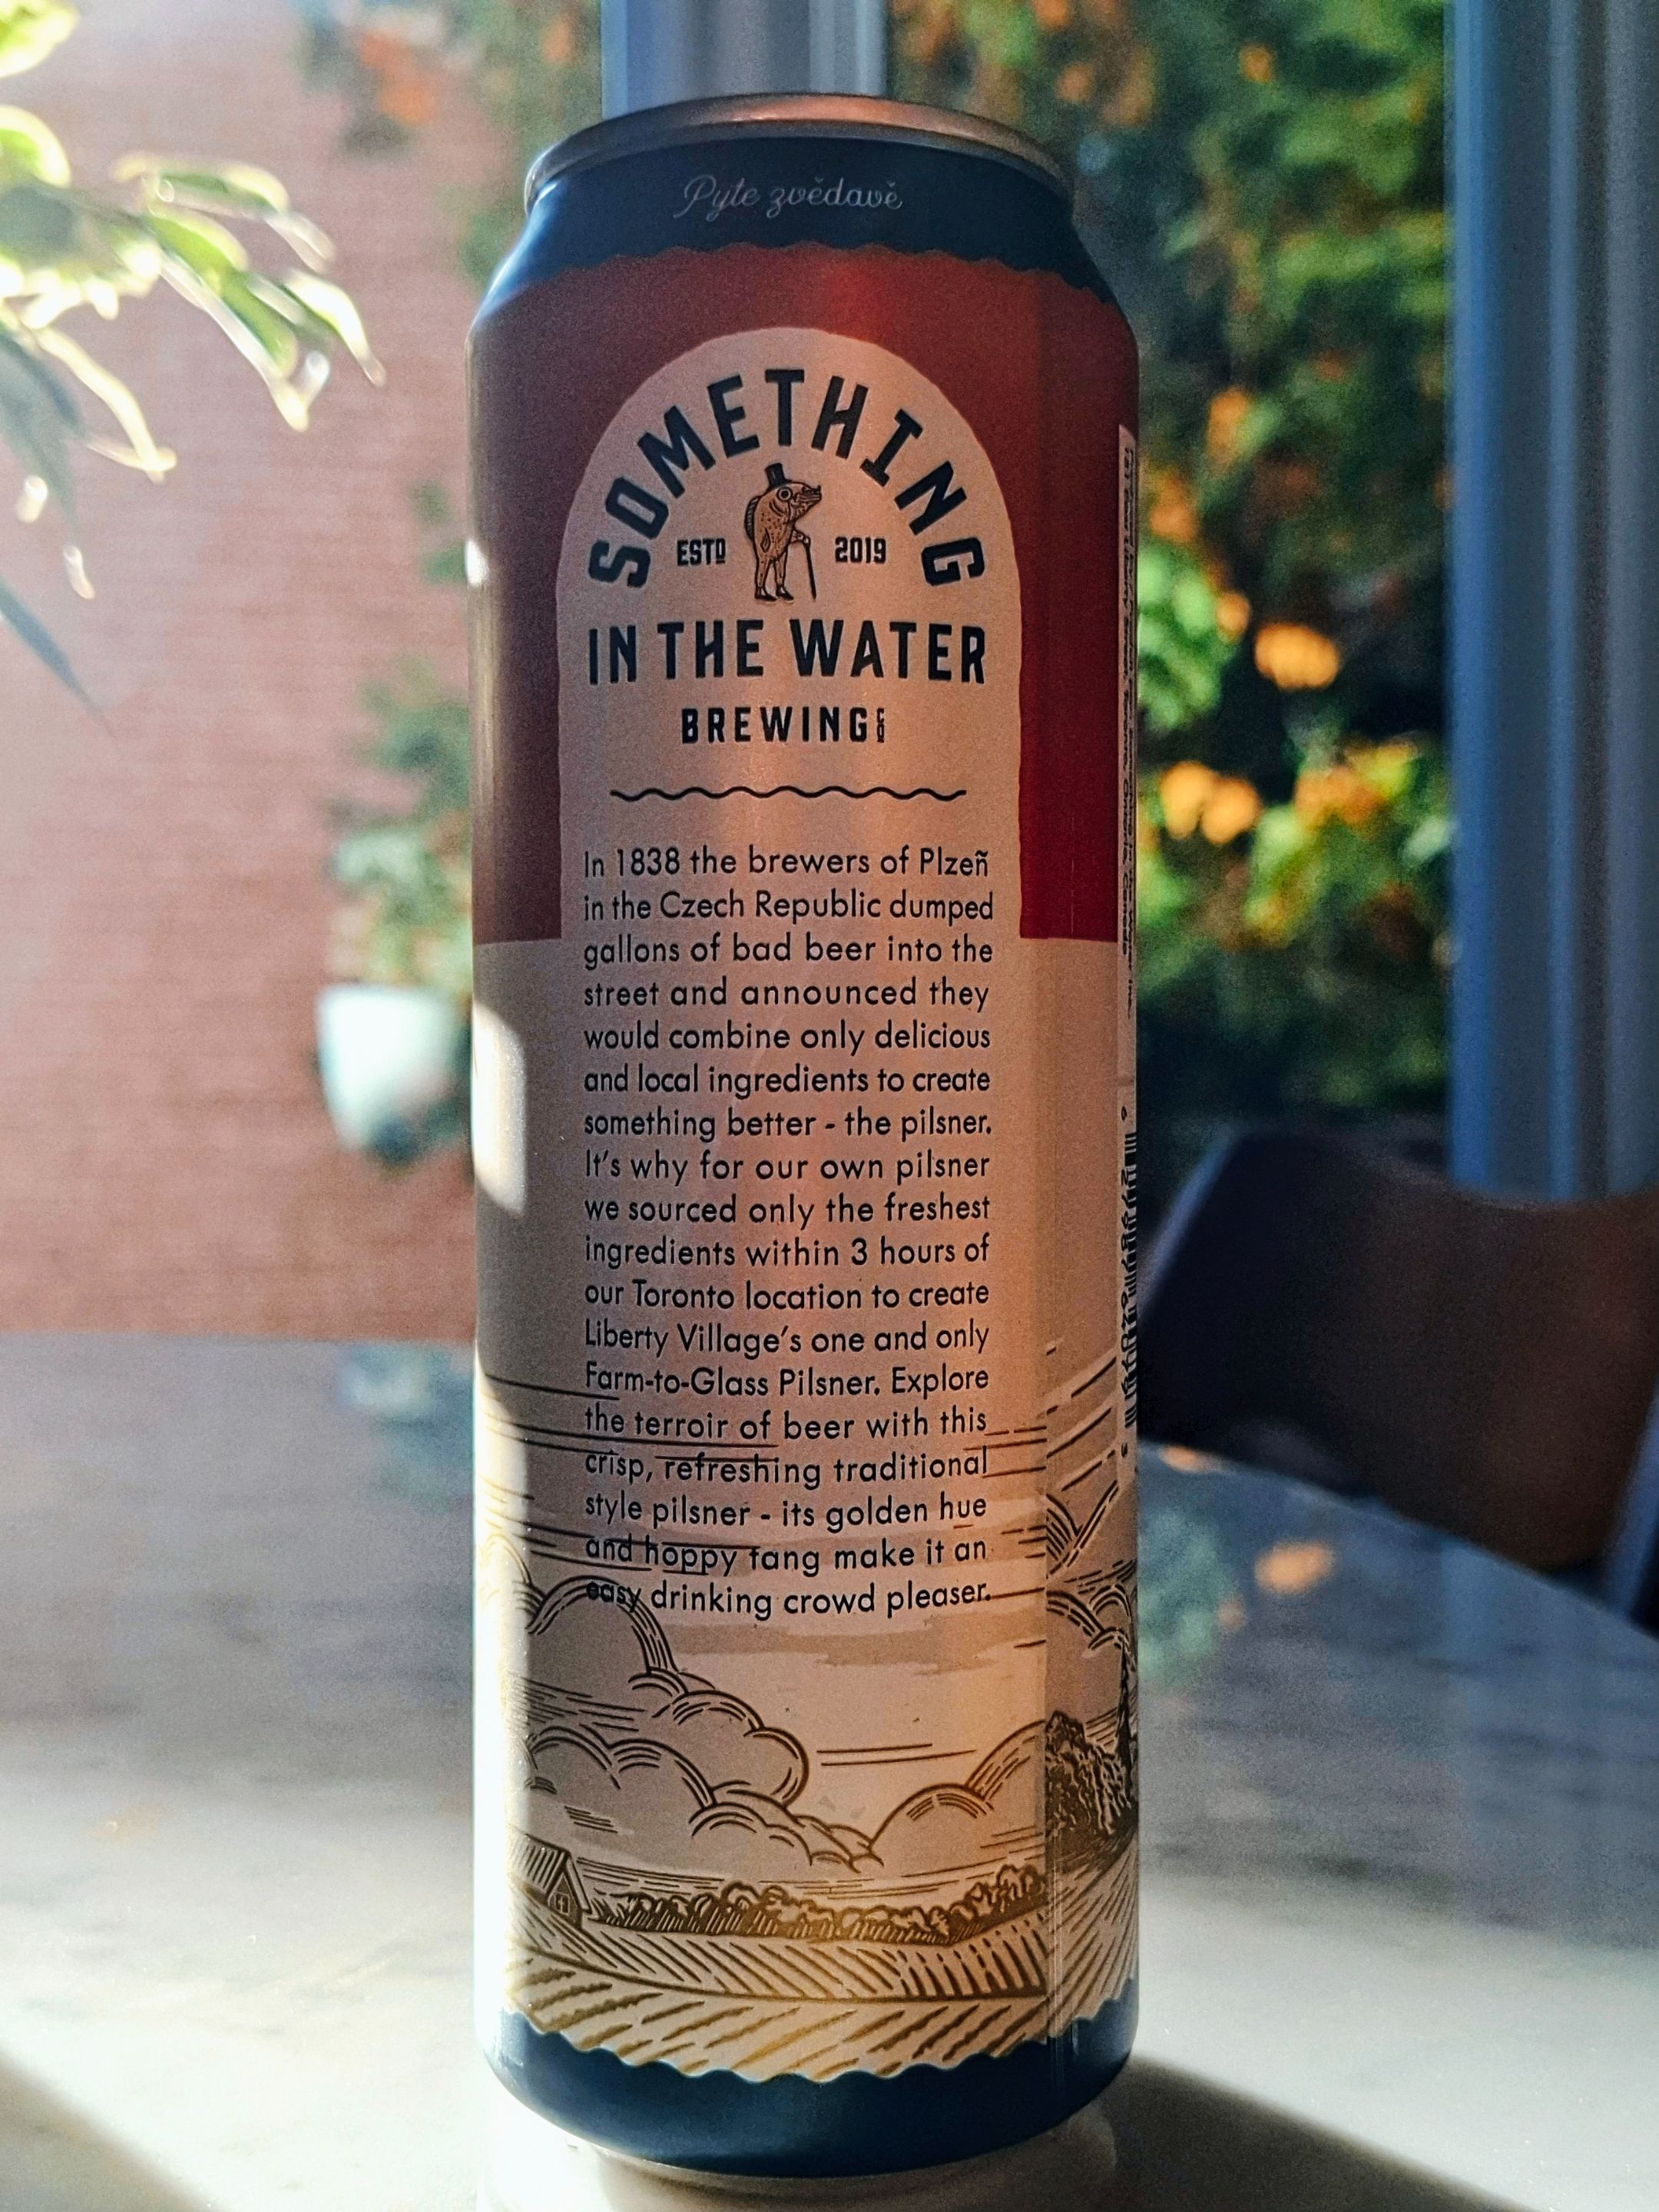 Pyte zvědavě
SOMETHING
ESTD 2019
IN THE WATER
BREWING CO
In 1838 the brewers of Plzeñ
in the Czech Republic dumped
gallons of bad beer into the
street and announced they
would combine only delicious
and local ingredients to create
something better - the pilsner.
It's why for our own pilsner
we sourced only the freshest
ingredients within 3 hours of
our Toronto location to create
Liberty Village's one and only
Farm-to-Glass Pilsner. Explore
the terroir of beer with this
crisp, refreshing traditional
style pilsner - its golden hue
and hoppy fang make it an
easy drinking crowd pleaser.